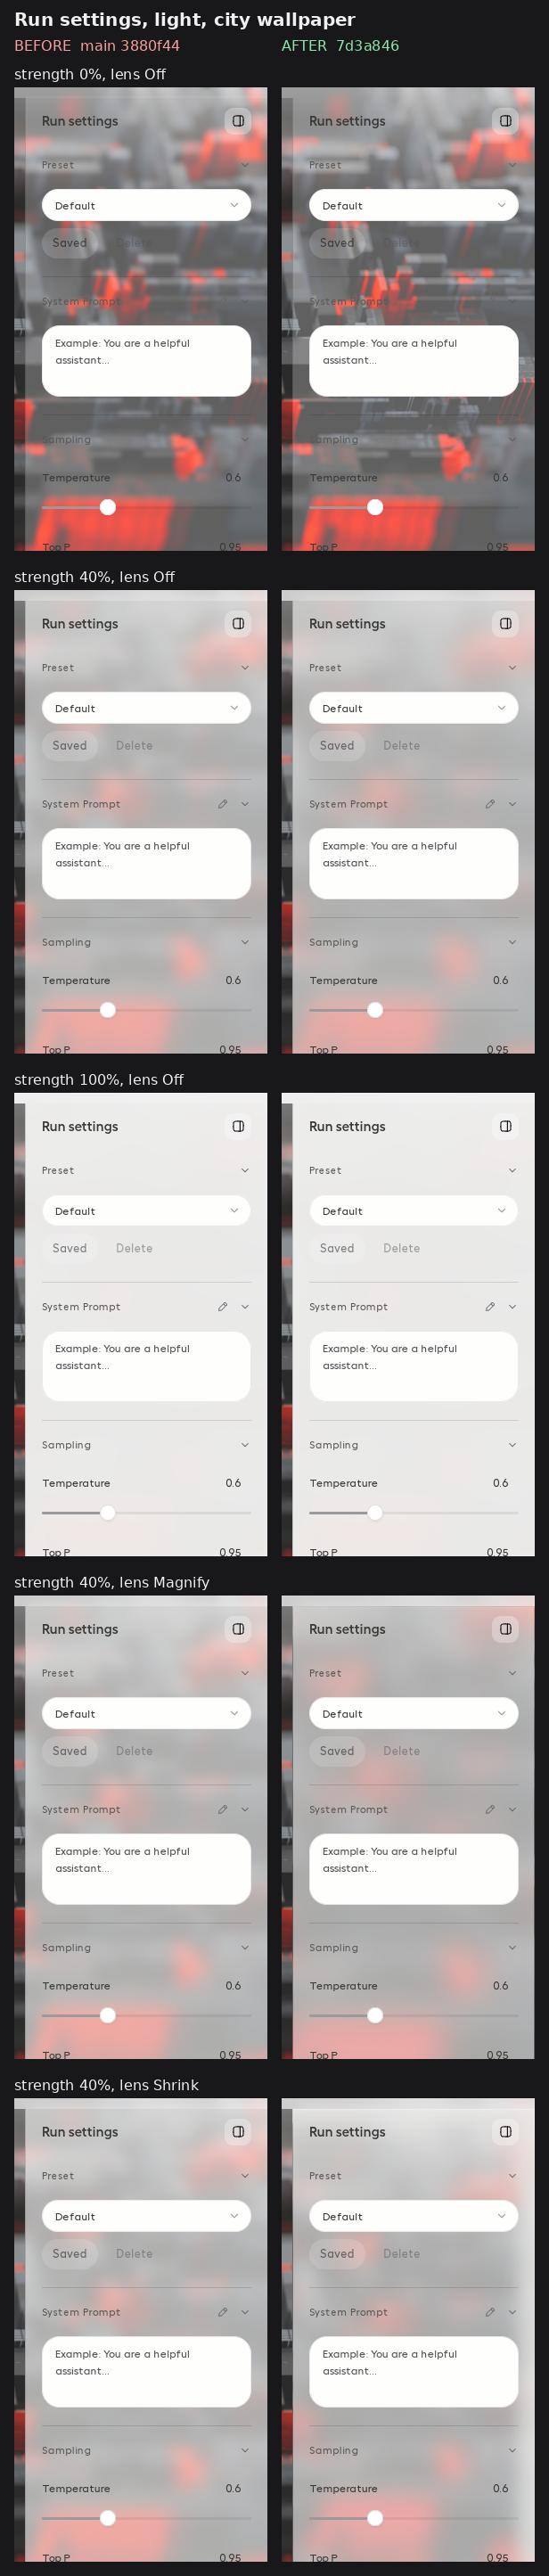 Run settings, light, city wallpaper
BEFORE main 3880f44 AFTER 7d3a846
strength 0%, lens Off
Run settings Run settings
Preset Preset
Default Default
Saved Delete Saved Delete
System Prompt System Prompt
Example: You are a helpful Example: You are a helpful
assistant... assistant...
Sampling Sampling
Temperature 0.6 Temperature 0.6
Top P 0.95 Top P 0.95
strength 40%, lens Off
Run settings Run settings
Preset Preset
Default Default
Saved Delete Saved Delete
System Prompt System Prompt
Example: You are a helpful Example: You are a helpful
assistant... assistant...
Sampling Sampling
Temperature 0.6 Temperature 0.6
Top P 0.95 Top P 0.95
strength 100%, lens Off
Run settings Run settings
Preset Preset
Default Default
Saved Delete Saved Delete
System Prompt System Prompt
Example: You are a helpful Example: You are a helpful
assistant... assistant...
Sampling Sampling
Temperature 0.6 Temperature 0.6
Top P 0.95 Top P 0.95
strength 40%, lens Magnify
Run settings Run settings
Preset Preset
Default Default
Saved Delete Saved Delete
System Prompt System Prompt
Example: You are a helpful Example: You are a helpful
assistant... assistant...
Sampling Sampling
Temperature 0.6 Temperature 0.6
Top P 0.95 Top P 0.95
strength 40%, lens Shrink
Run settings Run settings
Preset Preset
Default Default
Saved Delete Saved Delete
System Prompt System Prompt
Example: You are a helpful Example: You are a helpful
assistant... assistant...
Sampling Sampling
Temperature 0.6 Temperature 0.6
Top P 0.95 Top P 0.95